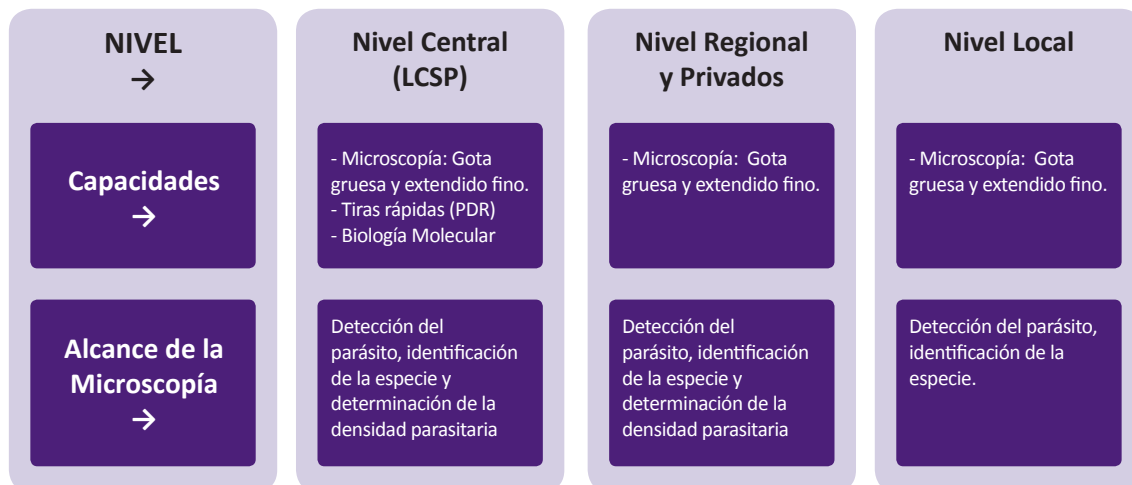 NIVEL
→
Nivel Central
(LCSP)
Nivel Regional
y Privados
Nivel Local
Capacidades
→
- Microscopía: Gota
gruesa y extendido fino.
- Tiras rápidas (PDR)
- Biología Molecular
- Microscopía:  Gota
gruesa y extendido fino.
- Microscopía:  Gota
gruesa y extendido fino.
Alcance de la
Microscopía
→
Detección del
parásito, identificación
de la especie y
determinación de la
densidad parasitaria
Detección del
parásito, identificación
de la especie y
determinación de la
densidad parasitaria
Detección del parásito,
identificación de la
especie.